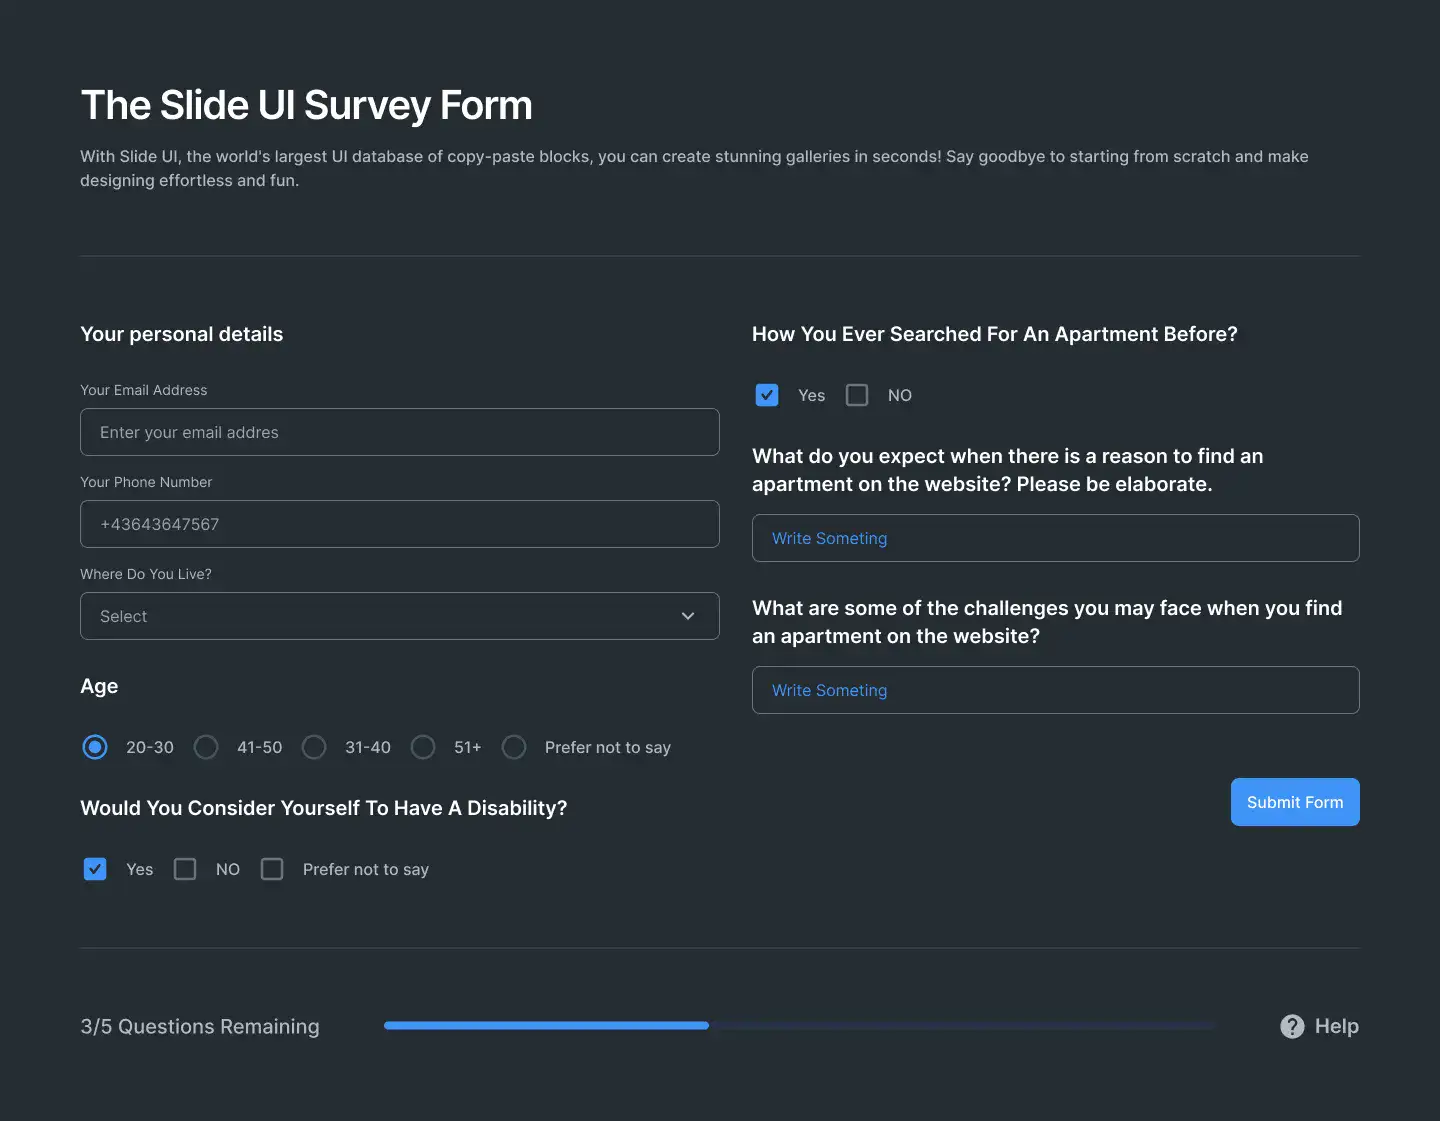 The Slide UI Survey Form
With Slide UI, the world's largest UI database of copy-paste blocks, you can create stunning galleries in seconds! Say goodbye to starting from scratch and make
designing effortless and fun.
Your personal details
Your Email Address
Enter your email addres
Your Phone Number
+43643647567
Where Do You Live?
Select
Age
20-30 41-50 31-40 51+ Prefer not to say
Would You Consider Yourself To Have A Disability?
Yes NO Prefer not to say
How You Ever Searched For An Apartment Before?
Yes NO
What do you expect when there is a reason to find an
apartment on the website? Please be elaborate.
Write Someting
What are some of the challenges you may face when you find
an apartment on the website?
Write Someting
Submit Form
3/5 Questions Remaining
Help